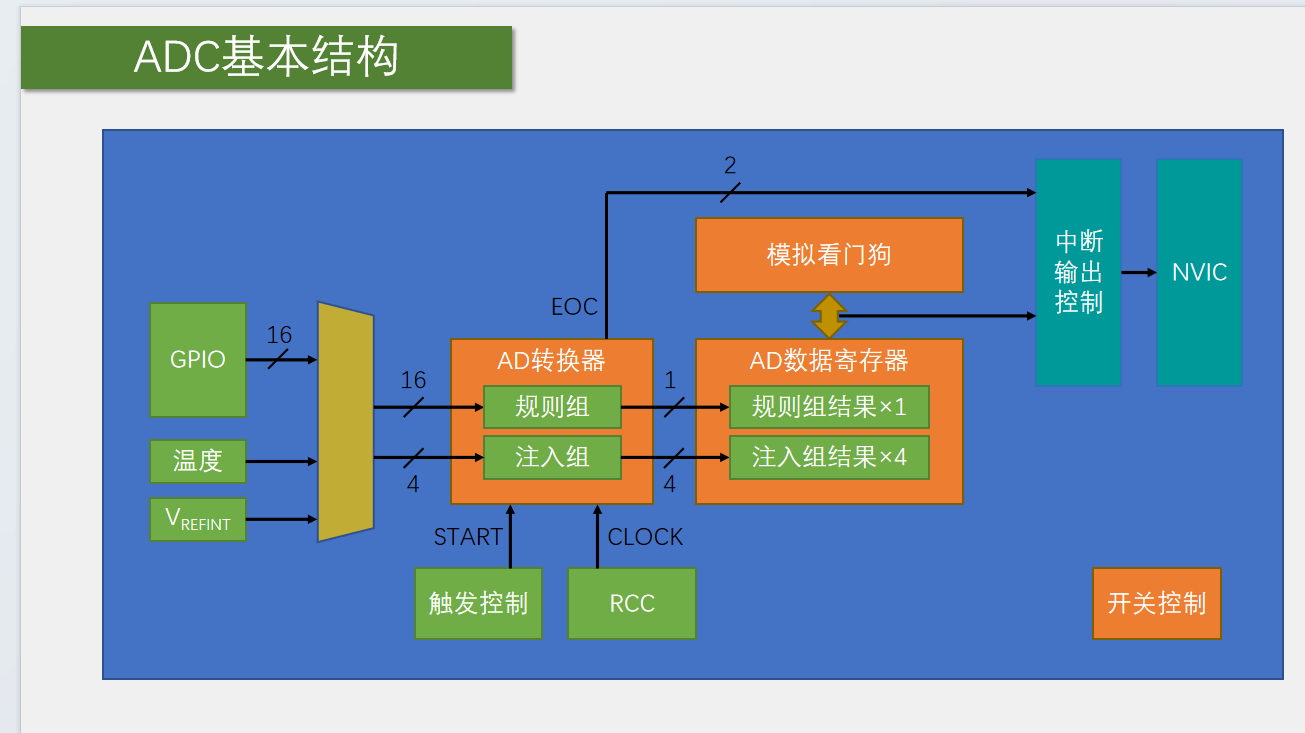 ADC基本结构
2
中断
输出
控制
NVIC
模拟看门狗
EOC
GPIO
16
16
4
AD转换器
规则组
注入组
1
4
AD数据寄存器
规则组结果×1
注入组结果×4
温度
VREFINT
START
CLOCK
触发控制
RCC
开关控制